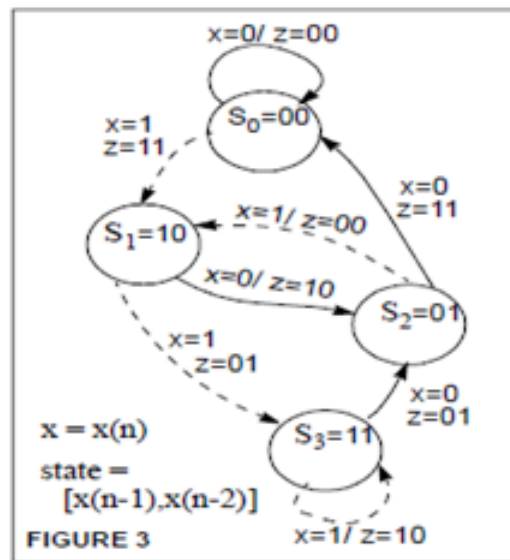 x=0/ z=00
S0=00
x=1
z=11
x=0
z=11
x=1/ z=00
S1=10
x=0/ z=10
S2=01
x=1
z=01
x=0
z=01
x = x(n)
S3=11
state =
[x(n-1),x(n-2)]
x=1/ z=10
FIGURE 3